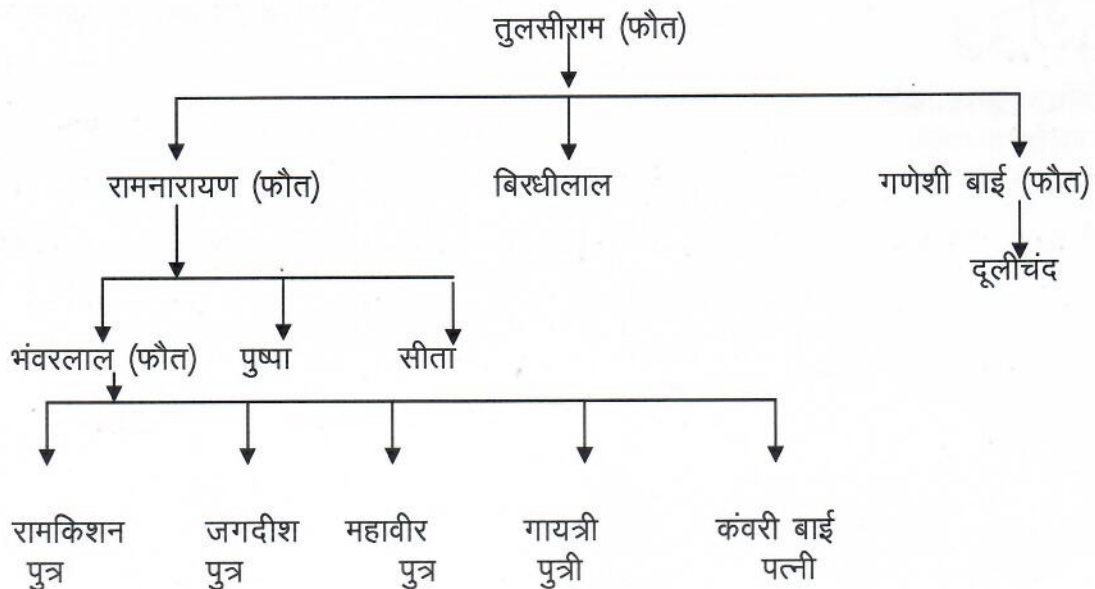 तुलसीराम (फौत)
रामनारायण (फौत) बिरधीलाल गणेशी बाई (फौत)
दूलीचंद
भंवरलाल (फौत) पुष्पा सीता
रामकिशन जगदीश महावीर गायत्री कंवरी बाई
पुत्र पुत्र पुत्र पुत्री पत्नी